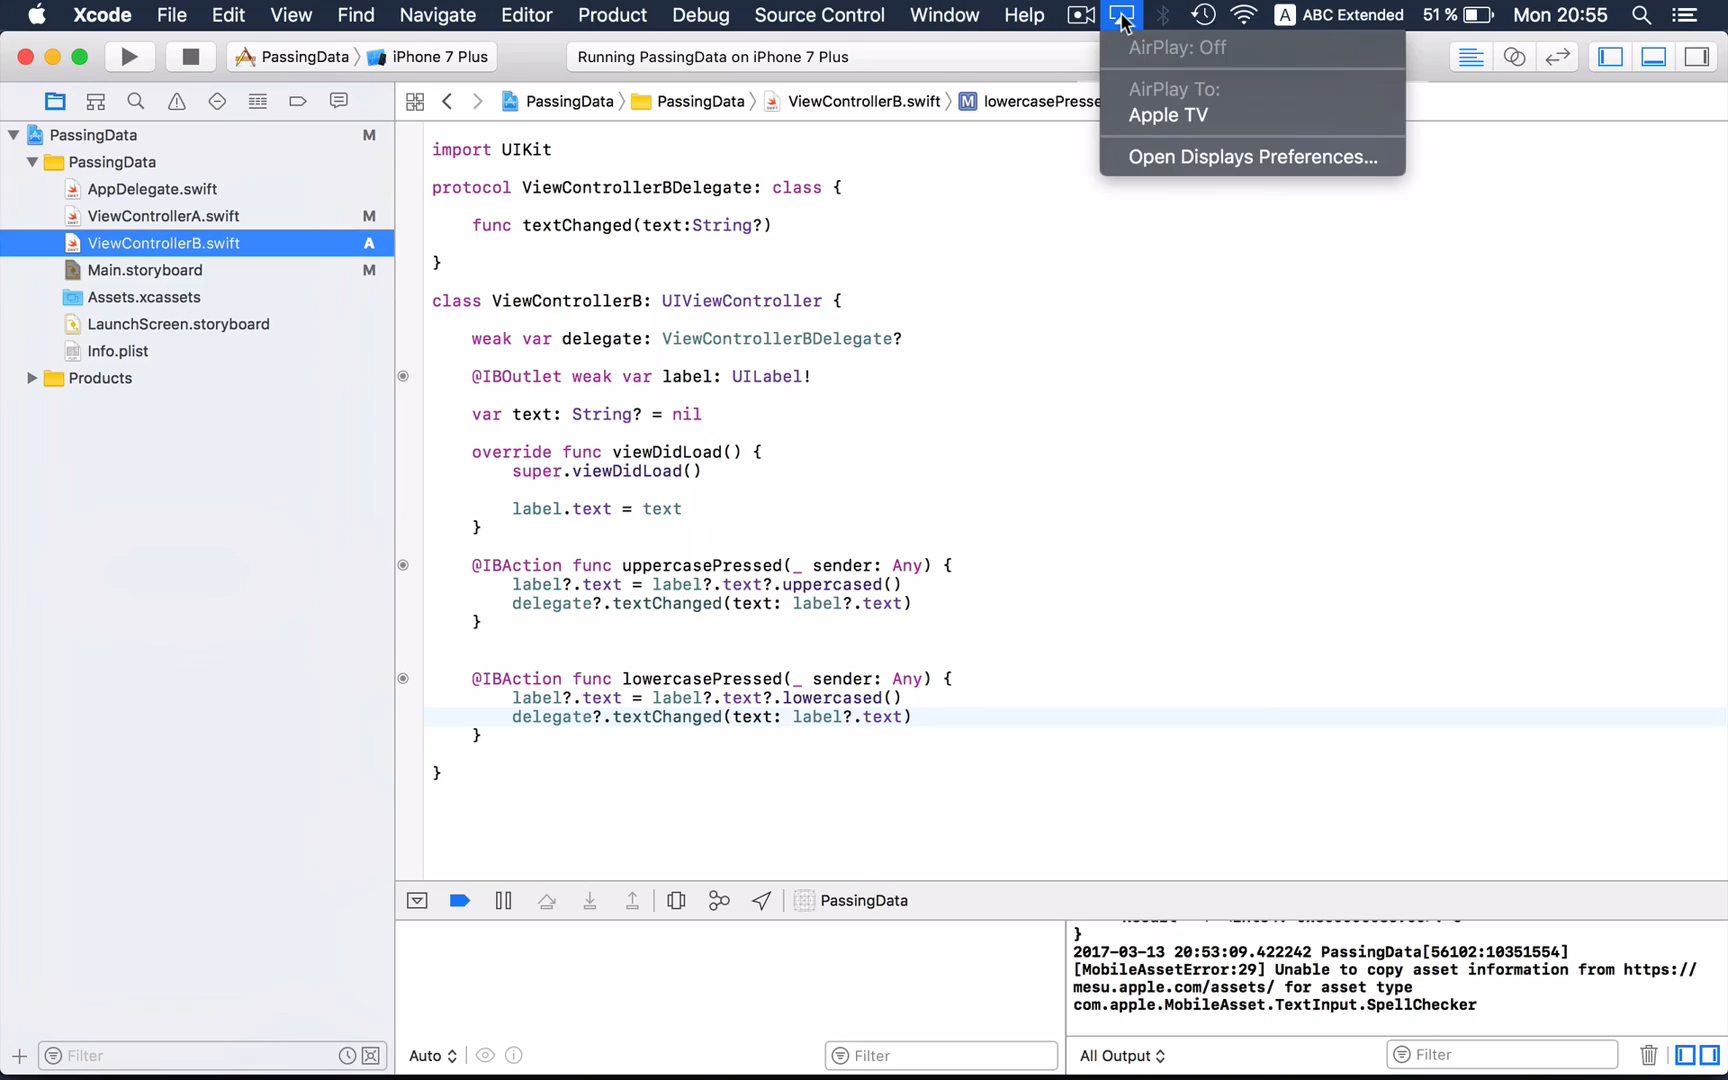 Xcode File Edit View Find Navigate Editor Product Debug Source Control Window Help A ABC Extended 51 % Mon 20:55
PassingData iPhone 7 Plus
Running PassingData on iPhone 7 Plus
AirPlay: Off
AirPlay To:
Apple TV
Open Displays Preferences...
PassingData PassingData ViewControllerB.swift M
PassingData M
PassingData
AppDelegate.swift
ViewControllerA.swift M
ViewControllerB.swift A
Main.storyboard M
Assets.xcassets
LaunchScreen.storyboard
Info.plist
Products
import UIKit
protocol ViewControllerBDelegate: class {
func textChanged(text:String?)
}
class ViewControllerB: UIViewController {
weak var delegate: ViewControllerBDelegate?
@IBOutlet weak var label: UILabel!
var text: String? = nil
override func viewDidLoad() {
super.viewDidLoad()
label.text = text
}
@IBAction func uppercasePressed(_ sender: Any) {
label?.text = label?.text?.uppercased()
delegate?.textChanged(text: label?.text)
}
@IBAction func lowercasePressed(_ sender: Any) {
label?.text = label?.text?.lowercased()
delegate?.textChanged(text: label?.text)
}
}
PassingData
}
2017-03-13 20:53:09.422242 PassingData[56102:10351554]
[MobileAssetError:29] Unable to copy asset information from https://
mesu.apple.com/assets/ for asset type
com.apple.MobileAsset.TextInput.SpellChecker
Filter
Auto
Filter
All Output
Filter